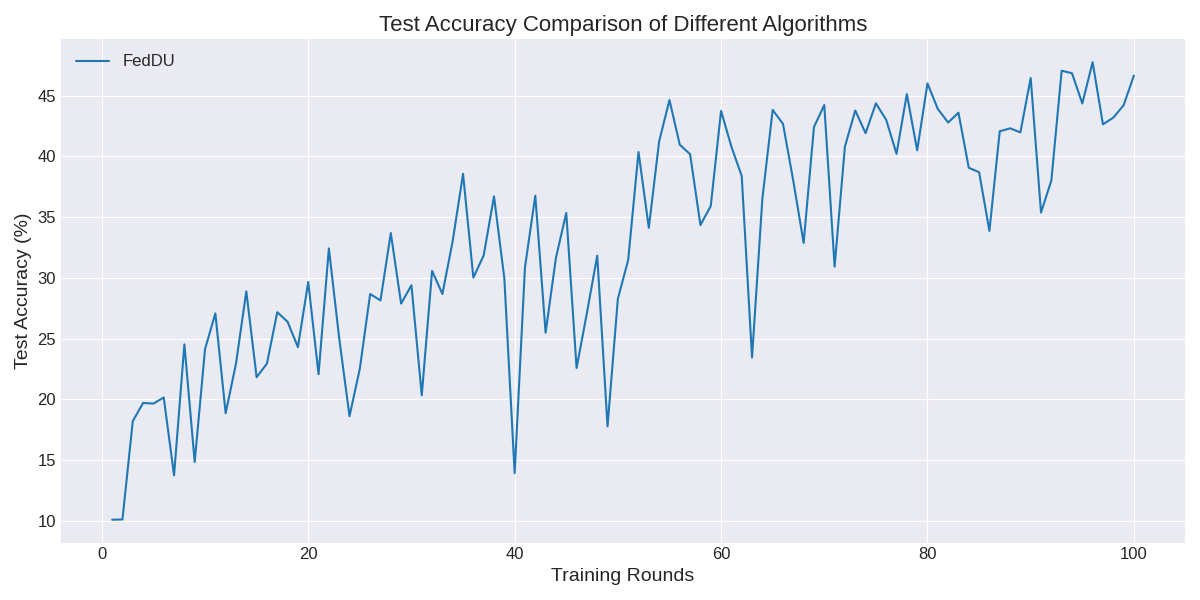 Test Accuracy Comparison of Different Algorithms
FedDU
45
40
35
30
25
20
15
10
Test Accuracy (%)
0 20 40 60 80 100
Training Rounds